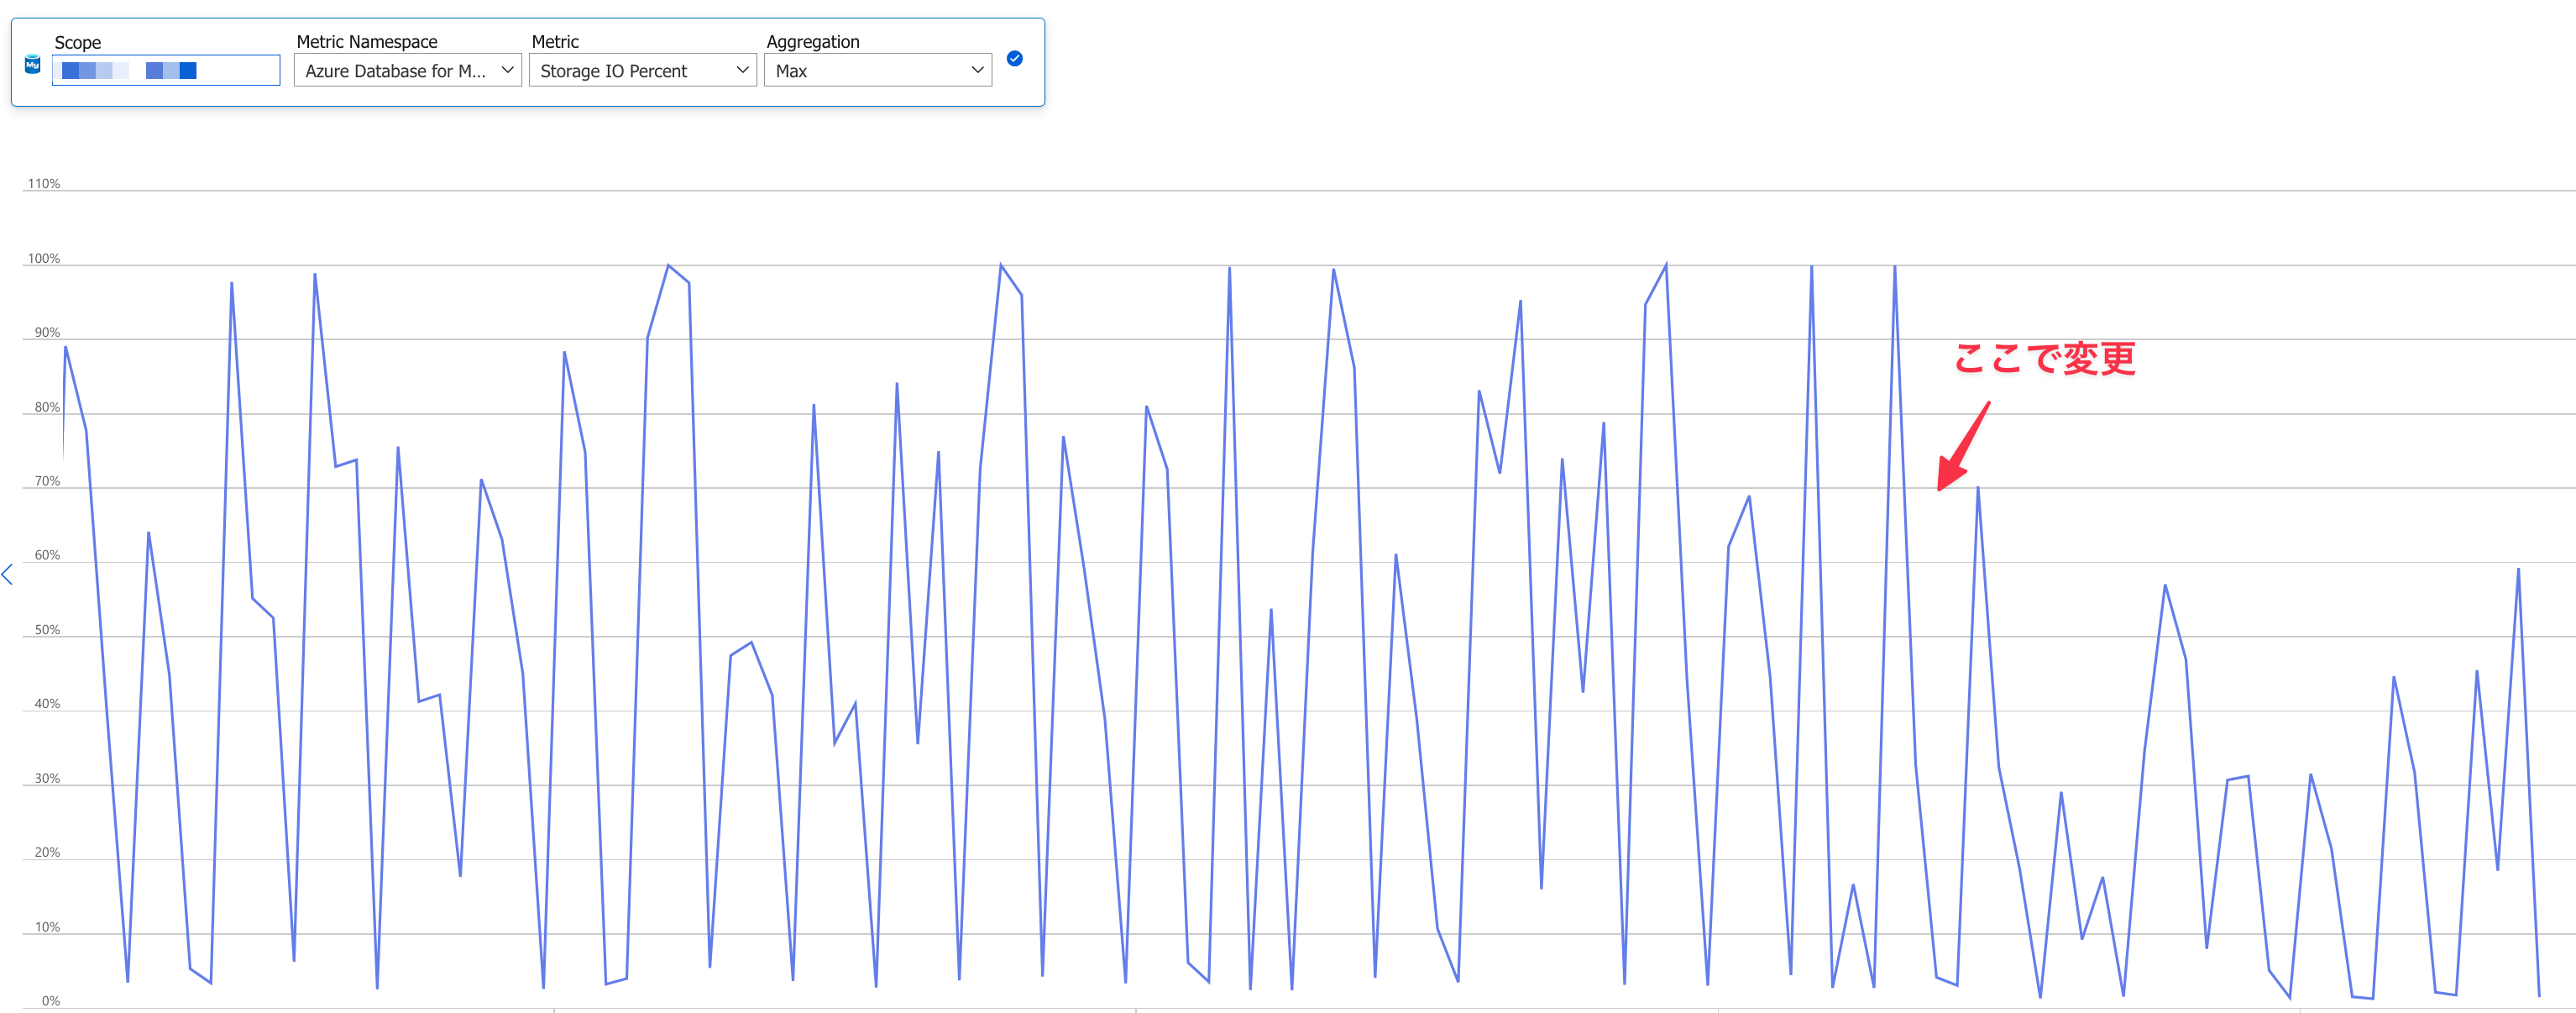 Scope
Metric Namespace
Metric
Aggregation
My
Azure Database for M...
Storage IO Percent
Max
110%
100%
90%
80%
70%
60%
50%
40%
30%
20%
10%
0%
ここで変更